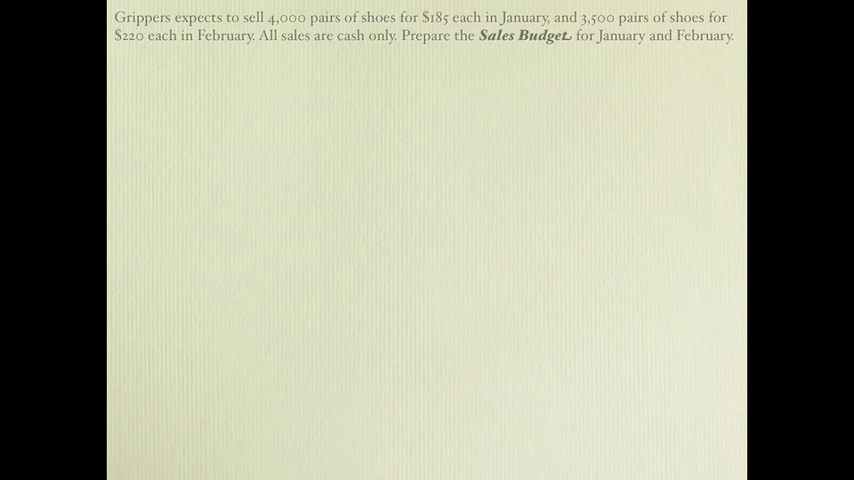 Grippers expects to sell 4,000 pairs of shoes for $185 each in January, and 3,500 pairs of shoes for
$220 each in February. All sales are cash only. Prepare the Sales Budget for January and February.